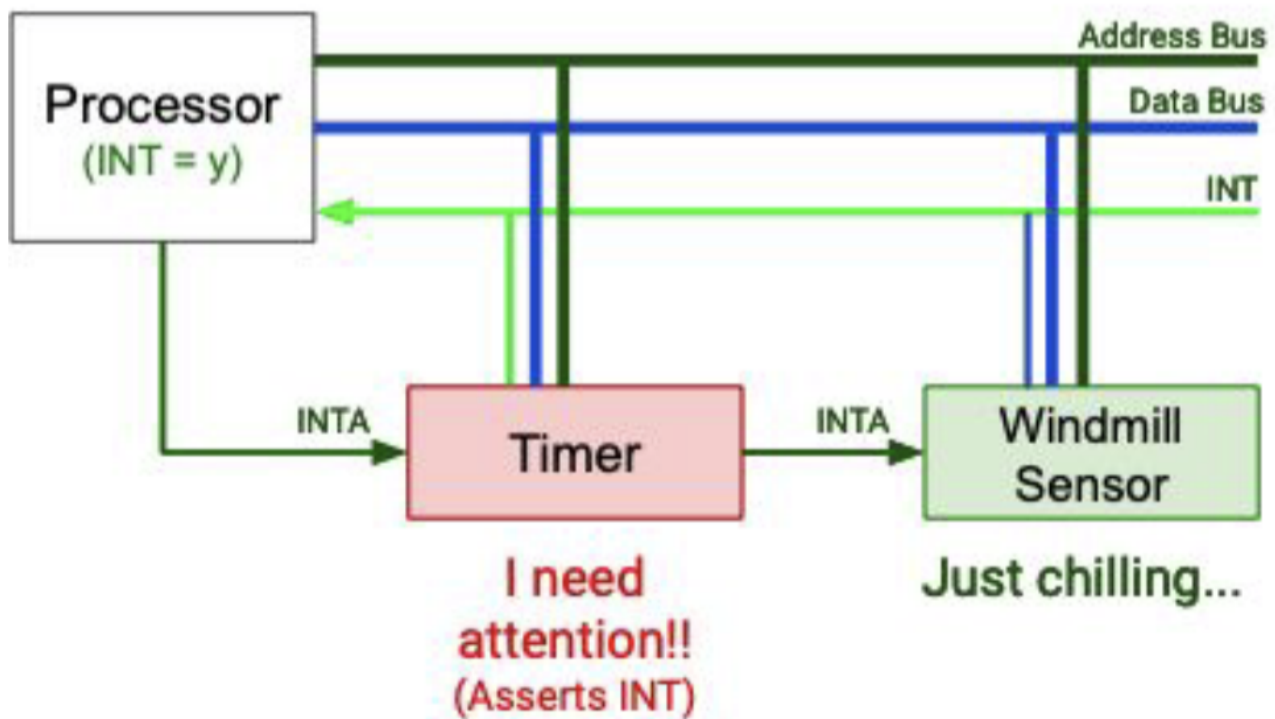 Address Bus
Processor
(INT = y)
Data Bus
INT
INTA
Timer
INTA
Windmill
Sensor
I need
attention!!
(Asserts INT)
Just chilling...